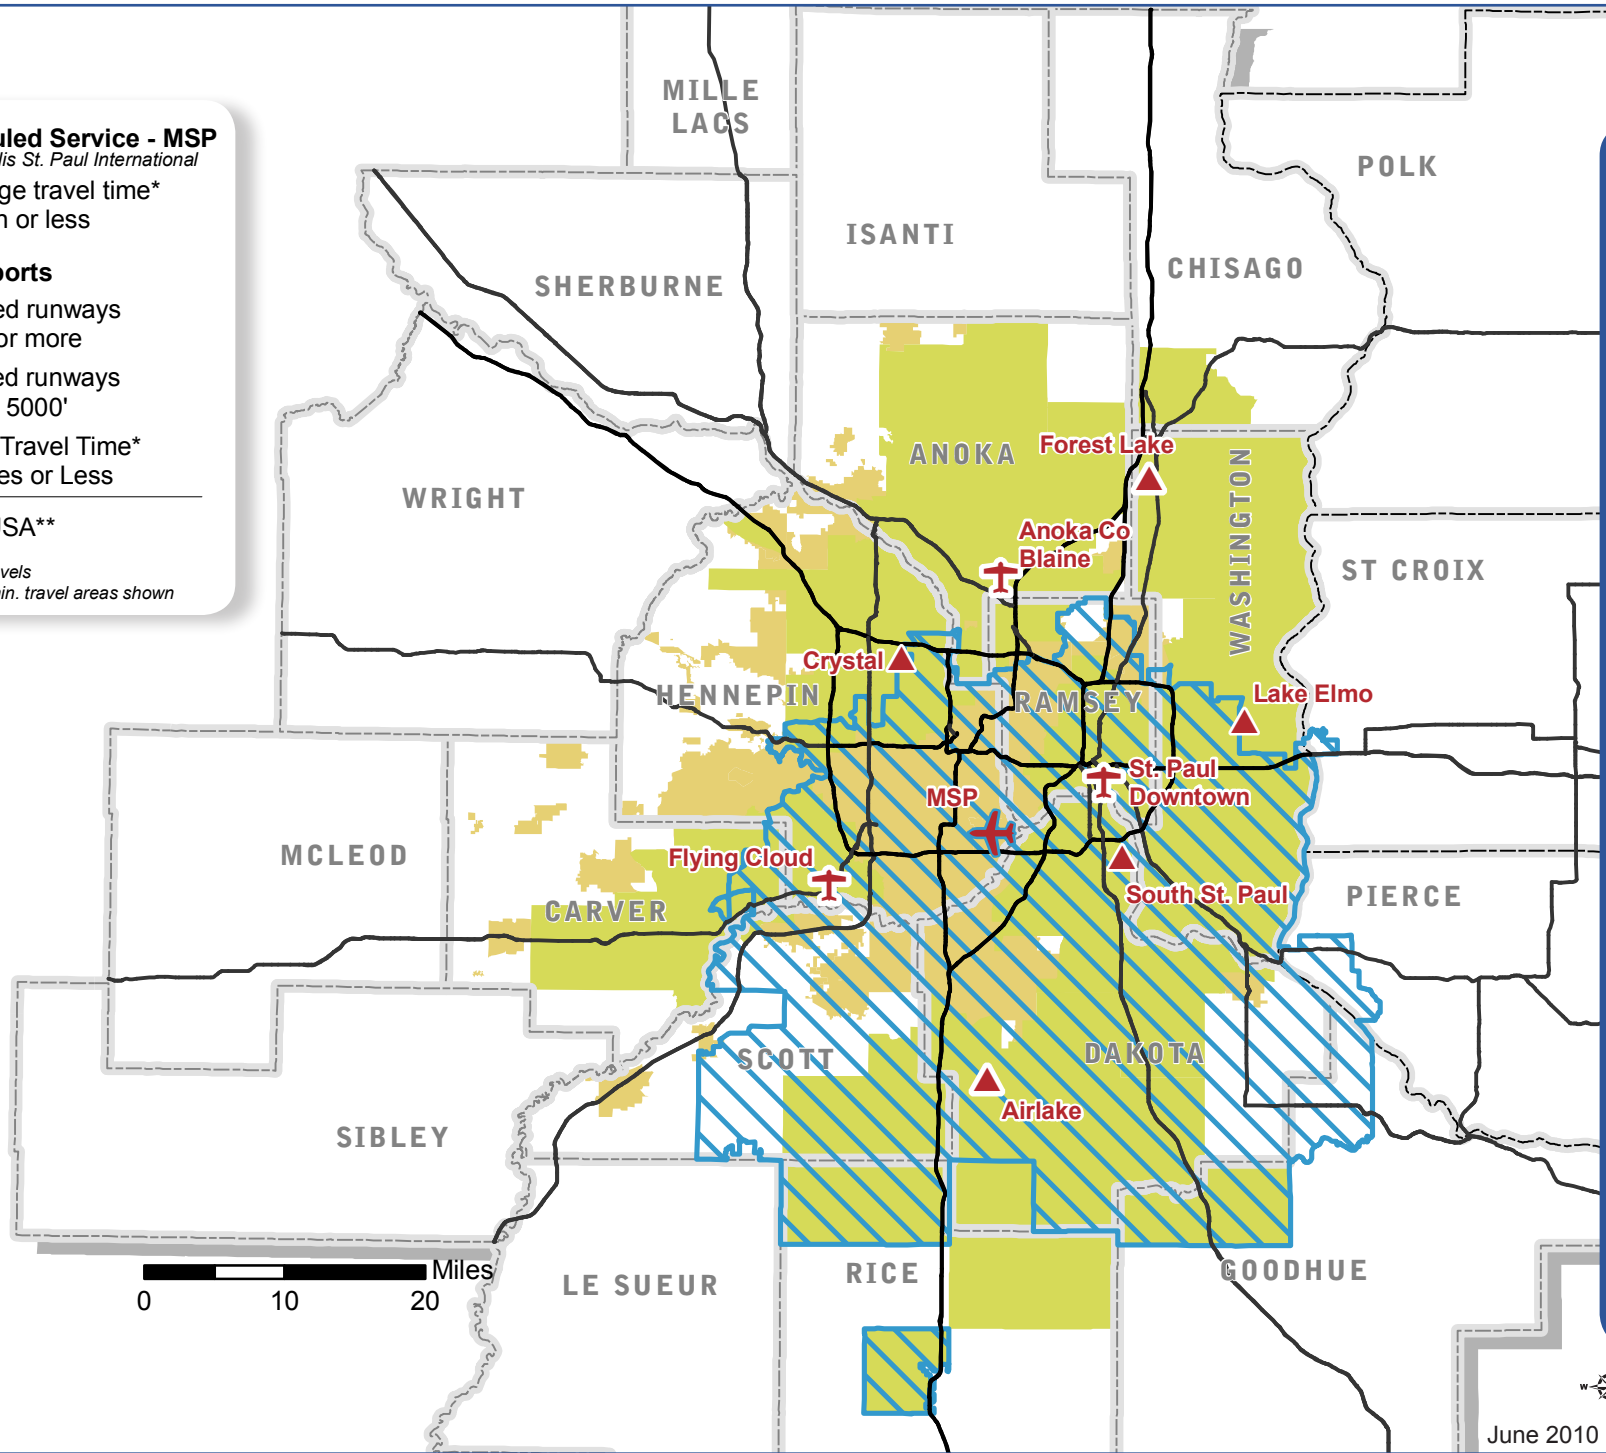 uled Service - MSP
lis St. Paul International
ge travel time*
n or less
ports
ed runways
or more
ed runways
5000'
Travel Time*
es or Less
USA**
vels
in. travel areas shown
MILLE
LACS
POLK
ISANTI
CHISAGO
SHERBURNE
ANOKA
Forest Lake
WRIGHT
WASHINGTON
Anoka Co
Blaine
ST CROIX
Crystal
HENNEPIN
RAMSEY
Lake Elmo
St. Paul
Downtown
MSP
MCLEOD
Flying Cloud
CARVER
South St. Paul
PIERCE
SCOTT
DAKOTA
Airlake
SIBLEY
Miles
0 10 20
LE SUEUR
RICE
GOODHUE
W
June 2010